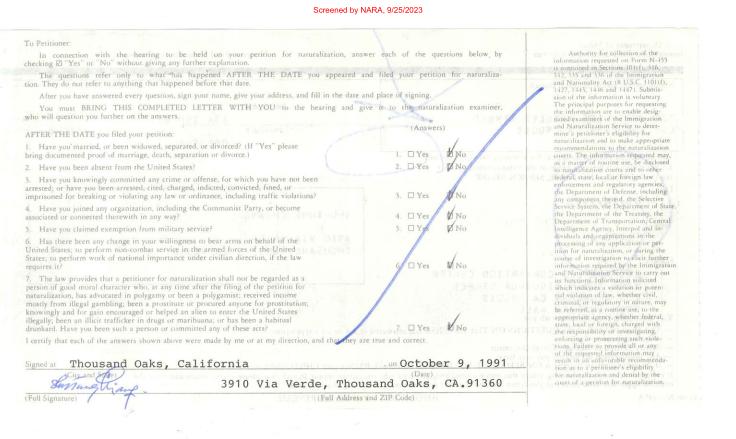 Screened by NARA, 9/25/2023
To Petitioner:
In connection with the hearing to be held on your petition for naturalization, answer each of the questions below, by
checking ☑ "Yes" or "No" without giving any further explanation.
The questions refer only to what has happened AFTER THE DATE you appeared and filed your petition for naturaliza-
tion. They do not refer to anything that happened before that date.
After you have answered every question, sign your name, give your address, and fill in the date and place of signing.
You must BRING THIS COMPLETED LETTER WITH YOU to the hearing and give it to the naturalization examiner,
who will question you further on the answers.
(Answers)
AFTER THE DATE you filed your petition:
1. Have you married, or been widowed, separated, or divorced? (If "Yes" please
bring documented proof of marriage, death, separation or divorce.)
1. ☐ Yes ☑ No
2. Have you been absent from the United States?
2. ☐ Yes ☑ No
3. Have you knowingly committed any crime or offense, for which you have not been
arrested; or have you been arrested, cited, charged, indicted, convicted, fined, or
imprisoned for breaking or violating any law or ordinance, including traffic violations?
3. ☐ Yes ☑ No
4. Have you joined any organization, including the Communist Party, or become
associated or connected therewith in any way?
4. ☐ Yes ☑ No
5. Have you claimed exemption from military service?
5. ☐ Yes ☑ No
6. Has there been any change in your willingness to bear arms on behalf of the
United States; to perform non-combat service in the armed forces of the United
States; to perform work of national importance under civilian direction, if the law
requires it?
6. ☐ Yes ☑ No
7. The law provides that a petitioner for naturalization shall not be regarded as a
person of good moral character who, at any time after the filing of the petition for
naturalization, has advocated in polygamy or been a polygamist; received income
mostly from illegal gambling; been a prostitute or procured anyone for prostitution;
knowingly and for gain encouraged or helped an alien to enter the United States
illegally; been an illicit trafficker in drugs or marihuana; or has been a habitual
drunkard. Have you been such a person or committed any of these acts?
7. ☐ Yes ☑ No
I certify that each of the answers shown above were made by me or at my direction, and that they are true and correct.
Signed at Thousand Oaks, California on October 9, 1991
(City and State) (Date)
3910 Via Verde, Thousand Oaks, CA.91360
(Full Signature) (Full Address and ZIP Code)
Authority for collection of the
information requested on Form N-455
is contained in Sections 101(f), 316,
332, 335 and 336 of the Immigration
and Nationality Act (8 U.S.C. 1101(f),
1427, 1443, 1446 and 1447). Submis-
sion of the information is voluntary.
The principal purposes for requesting
the information are to enable desig-
nated examiners of the Immigration
and Naturalization Service to deter-
mine a petitioner's eligibility for
naturalization and to make appropriate
recommendations to the naturalization
courts. The information requested may,
as a matter of routine use, be disclosed
to naturalization courts and to other
federal, state, local or foreign law
enforcement and regulatory agencies,
the Department of Defense, including
any component thereof, the Selective
Service System, the Department of State,
the Department of the Treasury, the
Department of Transportation, Central
Intelligence Agency, Interpol and in-
dividuals and organizations in the
processing of any application or peti-
tion for naturalization, or during the
course of investigation to elicit further
information required by the Immigration
and Naturalization Service to carry out
its functions. Information solicited
which indicates a violation or poten-
tial violation of law, whether civil,
criminal, or regulatory in nature, may
be referred, as a routine use, to the
appropriate agency, whether federal,
state, local or foreign, charged with
the responsibility of investigating,
enforcing or prosecuting such viola-
tions. Failure to provide all or any
of the requested information may
result in an unfavorable recommenda-
tion as to a petitioner's eligibility
for naturalization and denial by the
court of a petition for naturalization.